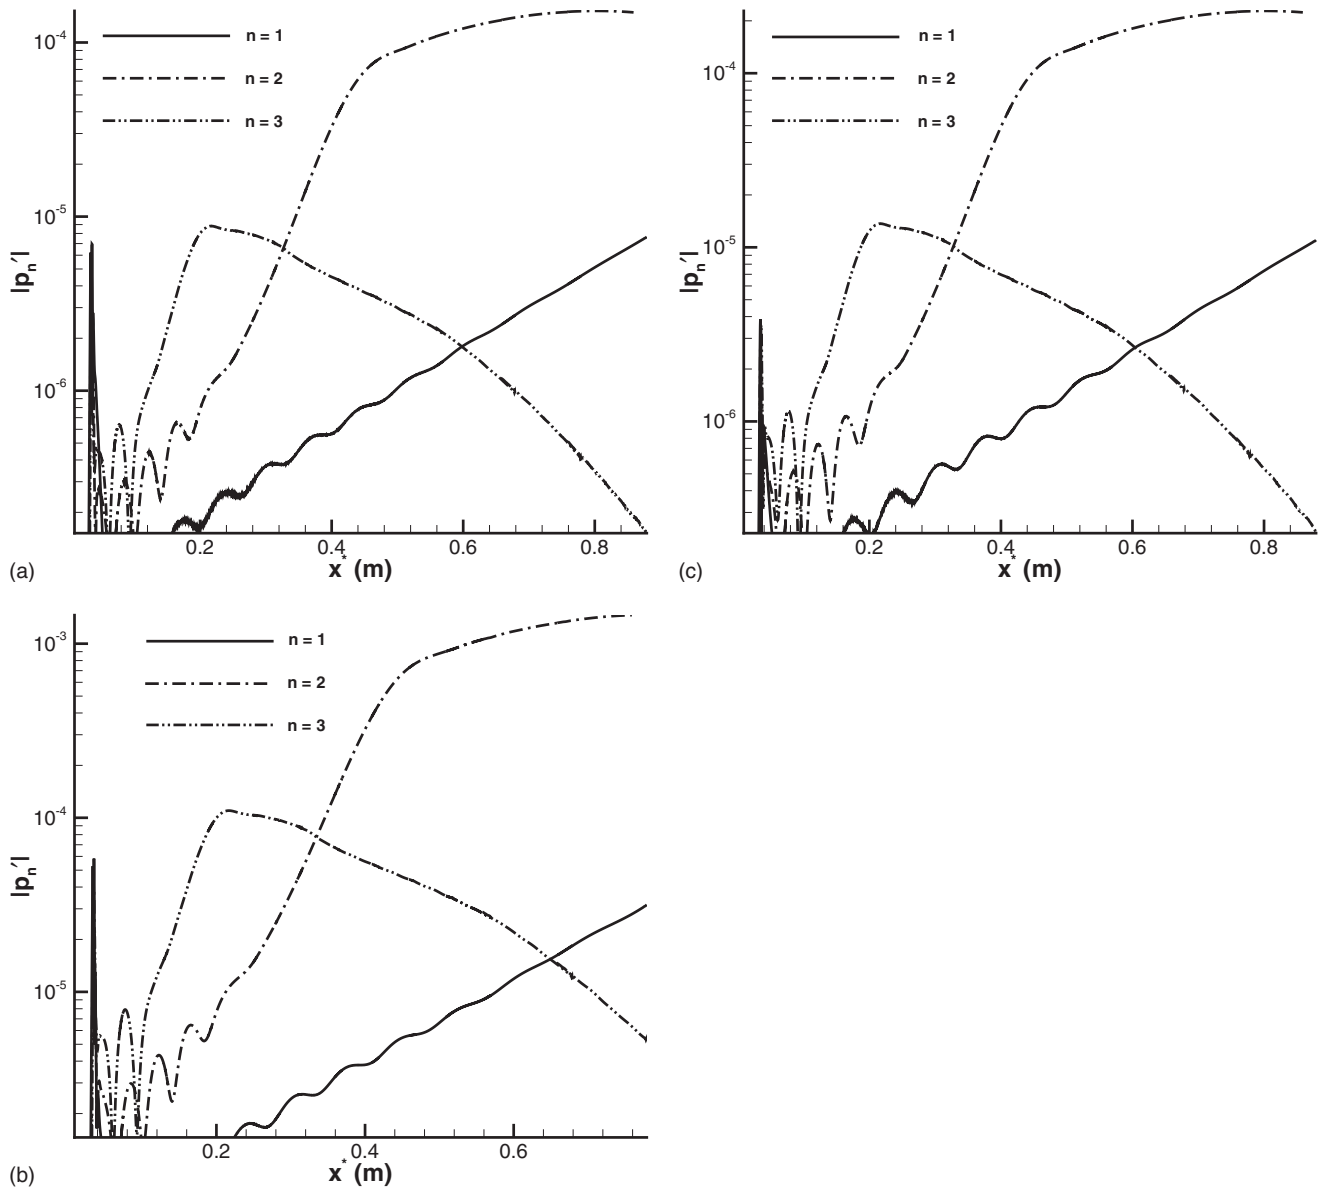 10-4
n = 1
n = 2
n = 3
10-5
|pn′|
10-6
0.2 0.4 0.6 0.8
(a) x* (m)
n = 1
10-4
n = 2
n = 3
10-5
|pn′|
10-6
0.2 0.4 0.6 0.8
(c) x* (m)
10-3
n = 1
n = 2
n = 3
10-4
|pn′|
10-5
0.2 0.4 0.6
(b) x* (m)